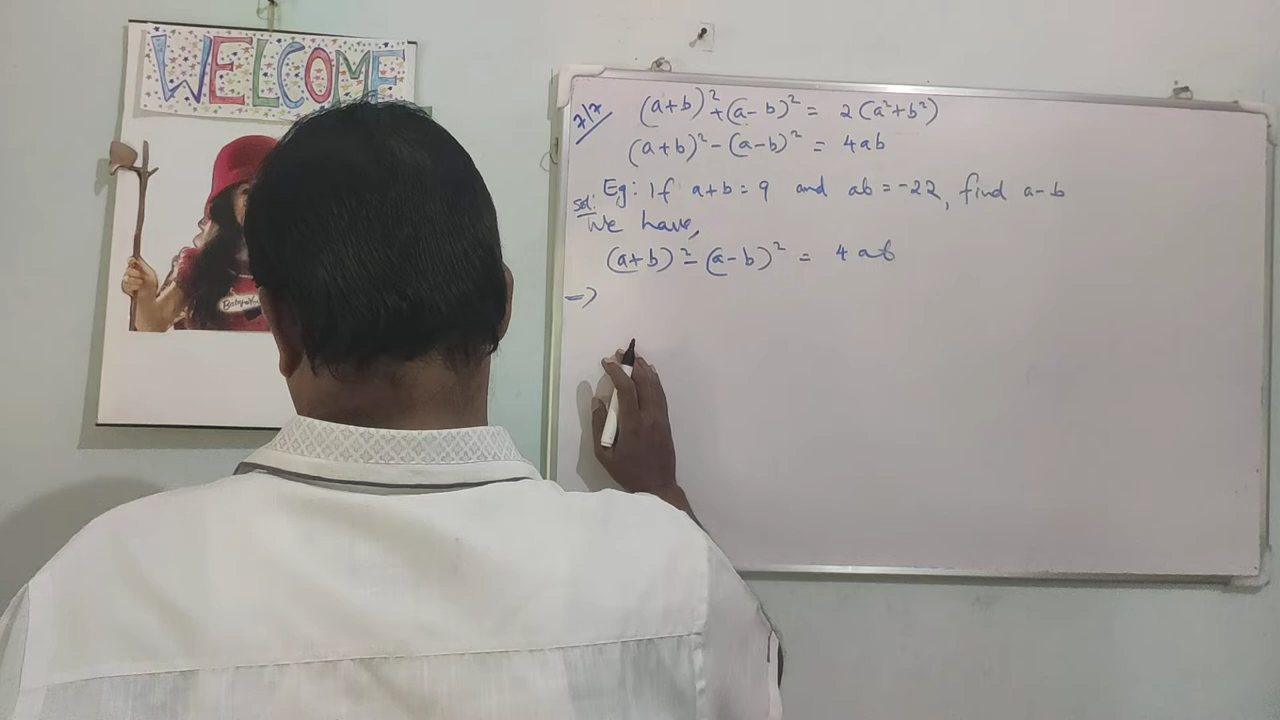 WELCOME
(a+b)²+(a-b)² = 2(a²+b²)
(a+b)²-(a-b)² = 4ab
Eg: If a+b=9 and ab=-22, find a-b
Sol:
We have,
(a+b)²-(a-b)² = 4ab
=>